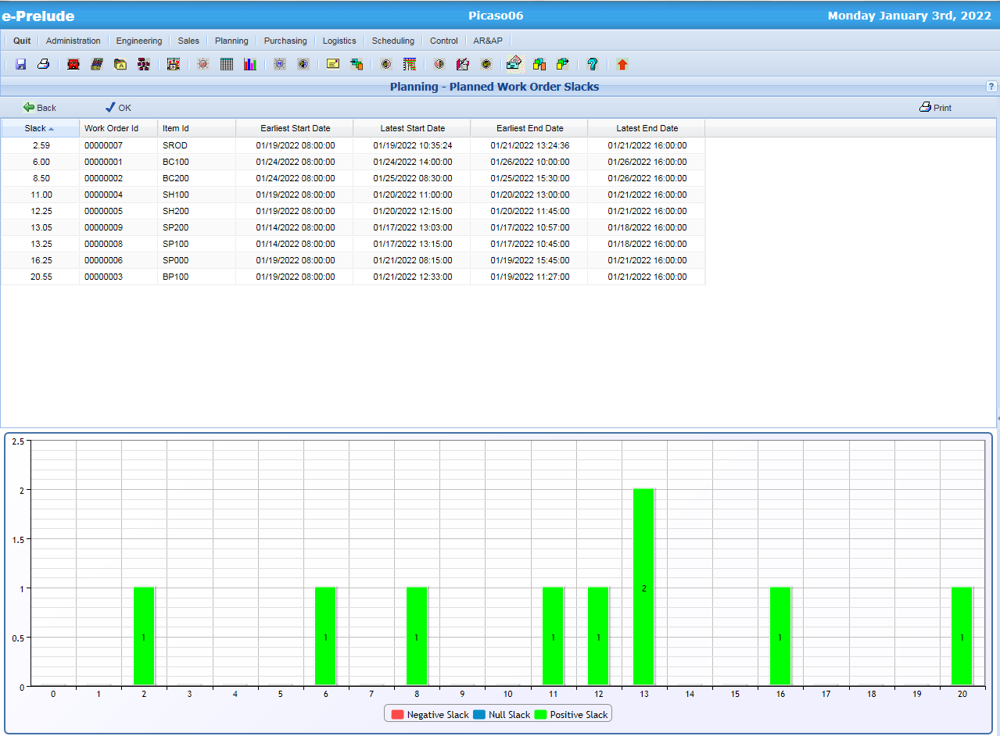 e-Prelude Picaso06 Monday January 3rd, 2022
Quit Administration Engineering Sales Planning Purchasing Logistics Scheduling Control AR&AP
Planning - Planned Work Order Slacks ?
Back OK Print
Slack Work Order Id Item Id Earliest Start Date Latest Start Date Earliest End Date Latest End Date
2.59 00000007 SROD 01/19/2022 08:00:00 01/19/2022 10:35:24 01/21/2022 13:24:36 01/21/2022 16:00:00
6.00 00000001 BC100 01/24/2022 08:00:00 01/24/2022 14:00:00 01/26/2022 10:00:00 01/26/2022 16:00:00
8.50 00000002 BC200 01/24/2022 08:00:00 01/25/2022 08:30:00 01/25/2022 15:30:00 01/26/2022 16:00:00
11.00 00000004 SH100 01/19/2022 08:00:00 01/20/2022 11:00:00 01/20/2022 13:00:00 01/21/2022 16:00:00
12.25 00000005 SH200 01/19/2022 08:00:00 01/20/2022 12:15:00 01/20/2022 11:45:00 01/21/2022 16:00:00
13.05 00000009 SP200 01/14/2022 08:00:00 01/17/2022 13:03:00 01/17/2022 10:57:00 01/18/2022 16:00:00
13.25 00000008 SP100 01/14/2022 08:00:00 01/17/2022 13:15:00 01/17/2022 10:45:00 01/18/2022 16:00:00
16.25 00000006 SP000 01/19/2022 08:00:00 01/21/2022 08:15:00 01/19/2022 15:45:00 01/21/2022 16:00:00
20.55 00000003 BP100 01/19/2022 08:00:00 01/21/2022 12:33:00 01/19/2022 11:27:00 01/21/2022 16:00:00
2.5
2
1.5
1 2
0.5 1 1 1 1 1 1 1
0
0 1 2 3 4 5 6 7 8 9 10 11 12 13 14 15 16 17 18 19 20
Negative Slack Null Slack Positive Slack